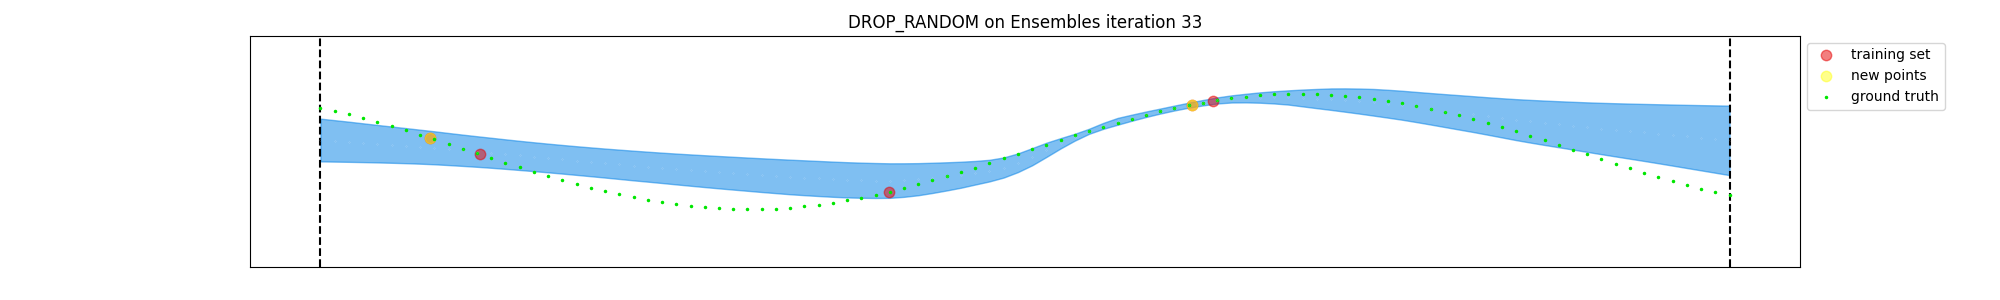 DROP_RANDOM on Ensembles iteration 33
training set
new points
ground truth